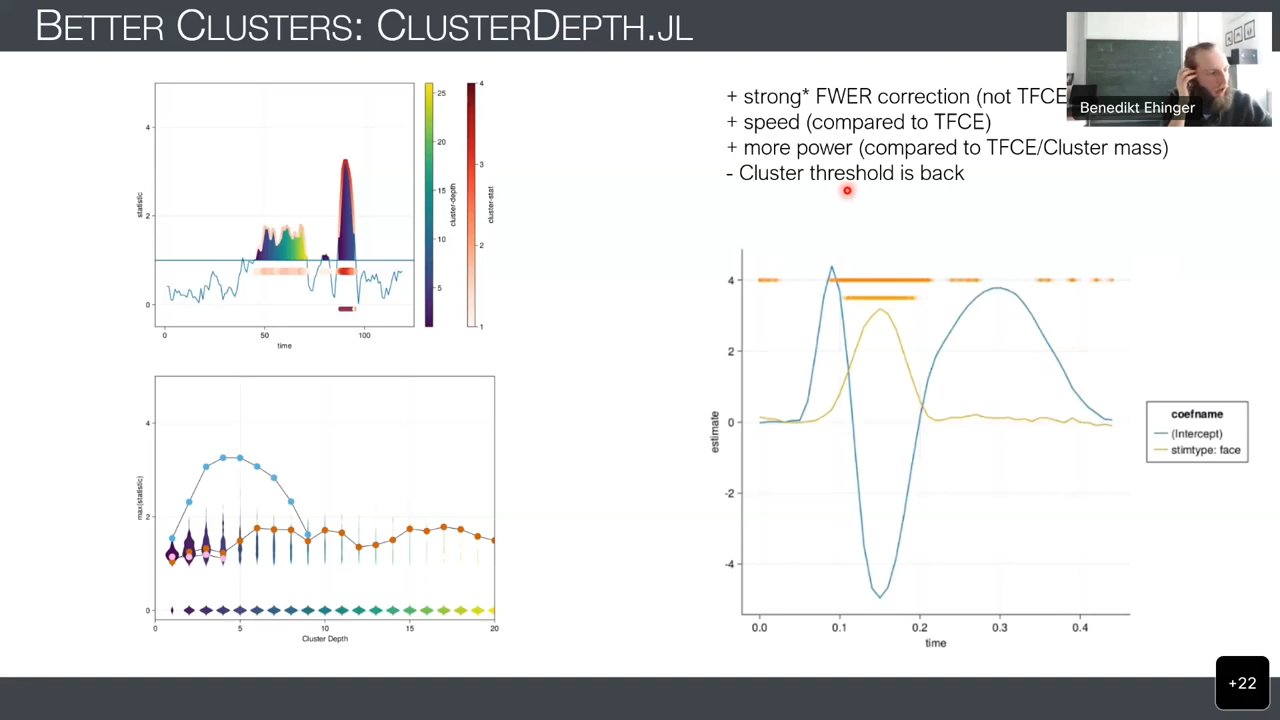 BETTER CLUSTERS: CLUSTERDEPTH.JL
+ strong* FWER correction (not TFCE
+ speed (compared to TFCE)
+ more power (compared to TFCE/Cluster mass)
- Cluster threshold is back
Benedikt Ehinger
4
2
0
statistic
0
50
100
time
25
20
15
10
5
cluster-depth
4
3
2
1
cluster-stat
4
2
0
max(statistic)
0
5
10
15
20
Cluster Depth
4
2
0
-2
-4
estimate
0.0
0.1
0.2
0.3
0.4
time
coefname
(Intercept)
stimtype: face
+22